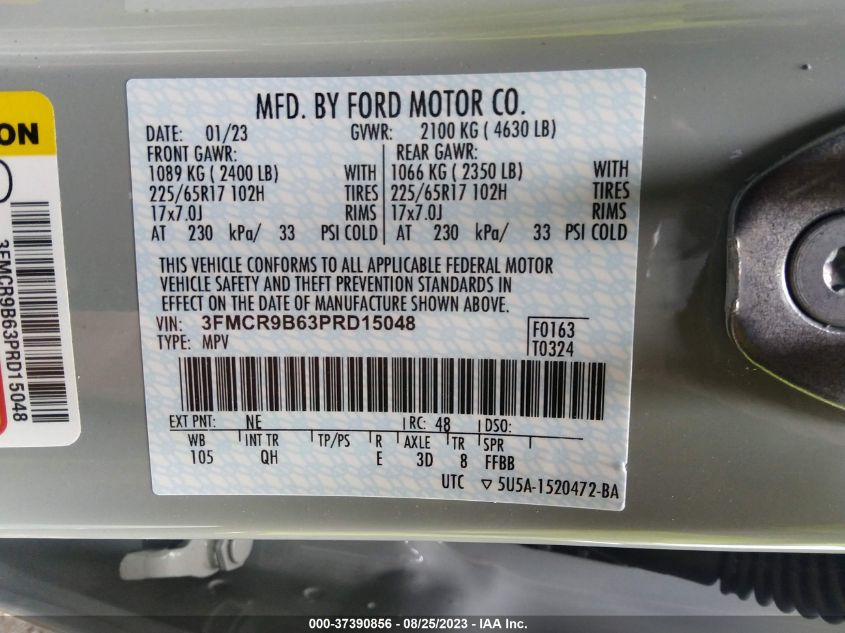 MFD. BY FORD MOTOR CO.
DATE: 01/23 GVWR: 2100 KG ( 4630 LB)
FRONT GAWR: REAR GAWR:
1089 KG ( 2400 LB) WITH 1066 KG ( 2350 LB) WITH
225/65R17 102H TIRES 225/65R17 102H TIRES
17x7.0J RIMS 17x7.0J RIMS
AT 230 kPa/ 33 PSI COLD AT 230 kPa/ 33 PSI COLD
THIS VEHICLE CONFORMS TO ALL APPLICABLE FEDERAL MOTOR
VEHICLE SAFETY AND THEFT PREVENTION STANDARDS IN
EFFECT ON THE DATE OF MANUFACTURE SHOWN ABOVE.
VIN: 3FMCR9B63PRD15048 F0163
TYPE: MPV T0324
EXT PNT: NE RC: 48 DSO:
WB INT TR TP/PS R AXLE TR SPR
105 QH E 3D 8 FFBB
UTC ▽ 5U5A-1520472-BA
ON
3FMCR9B63PRD15048
000-37390856 - 08/25/2023 - IAA Inc.